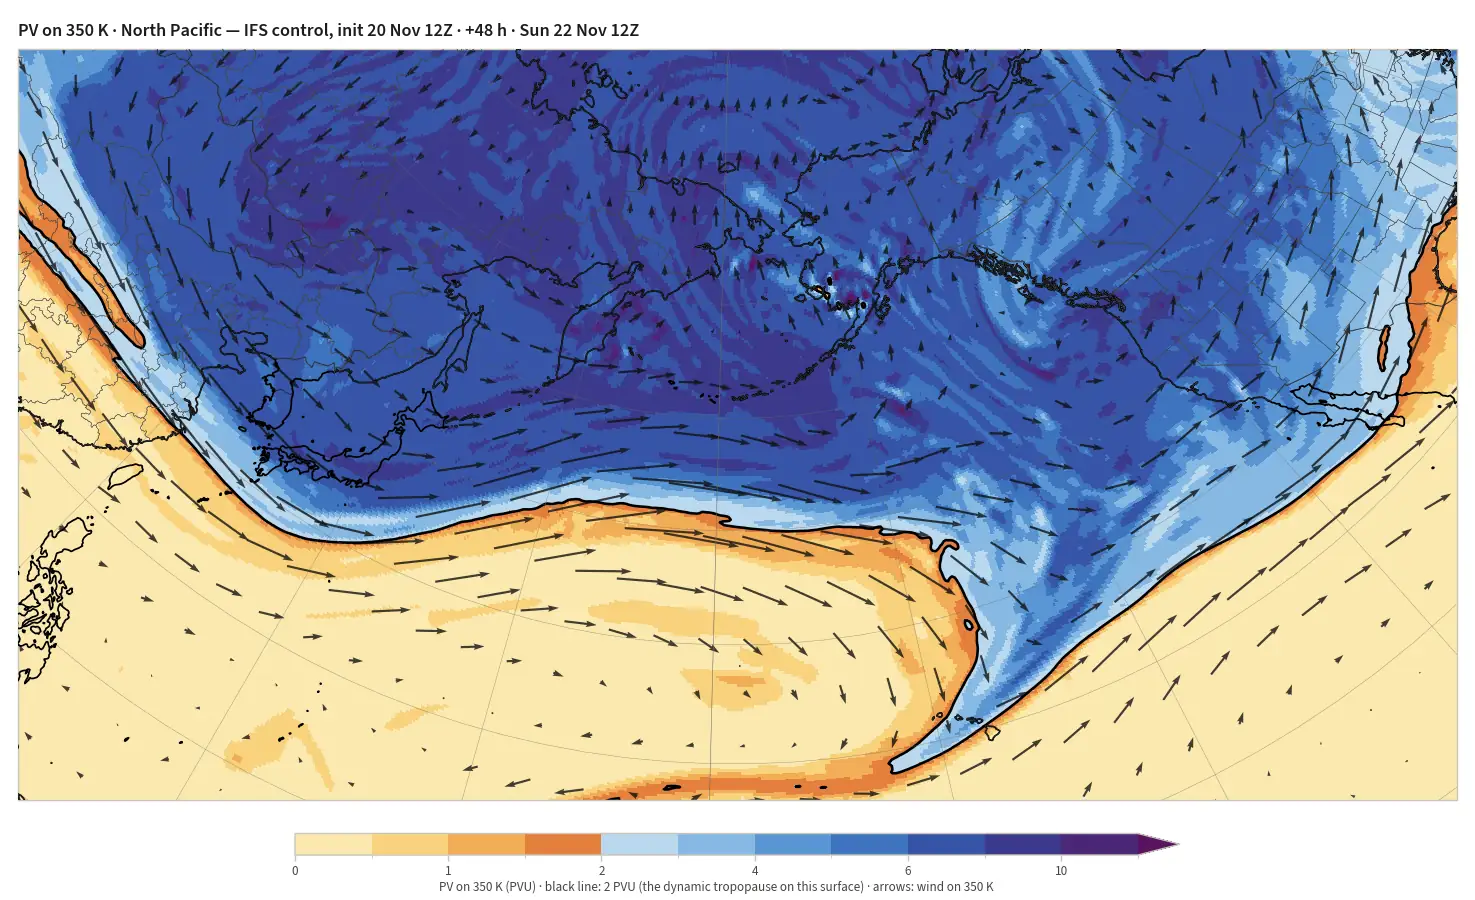 PV on 350 K · North Pacific — IFS control, init 20 Nov 12Z · +48 h · Sun 22 Nov 12Z
0 1 2 4 6 10
PV on 350 K (PVU) · black line: 2 PVU (the dynamic tropopause on this surface) · arrows: wind on 350 K